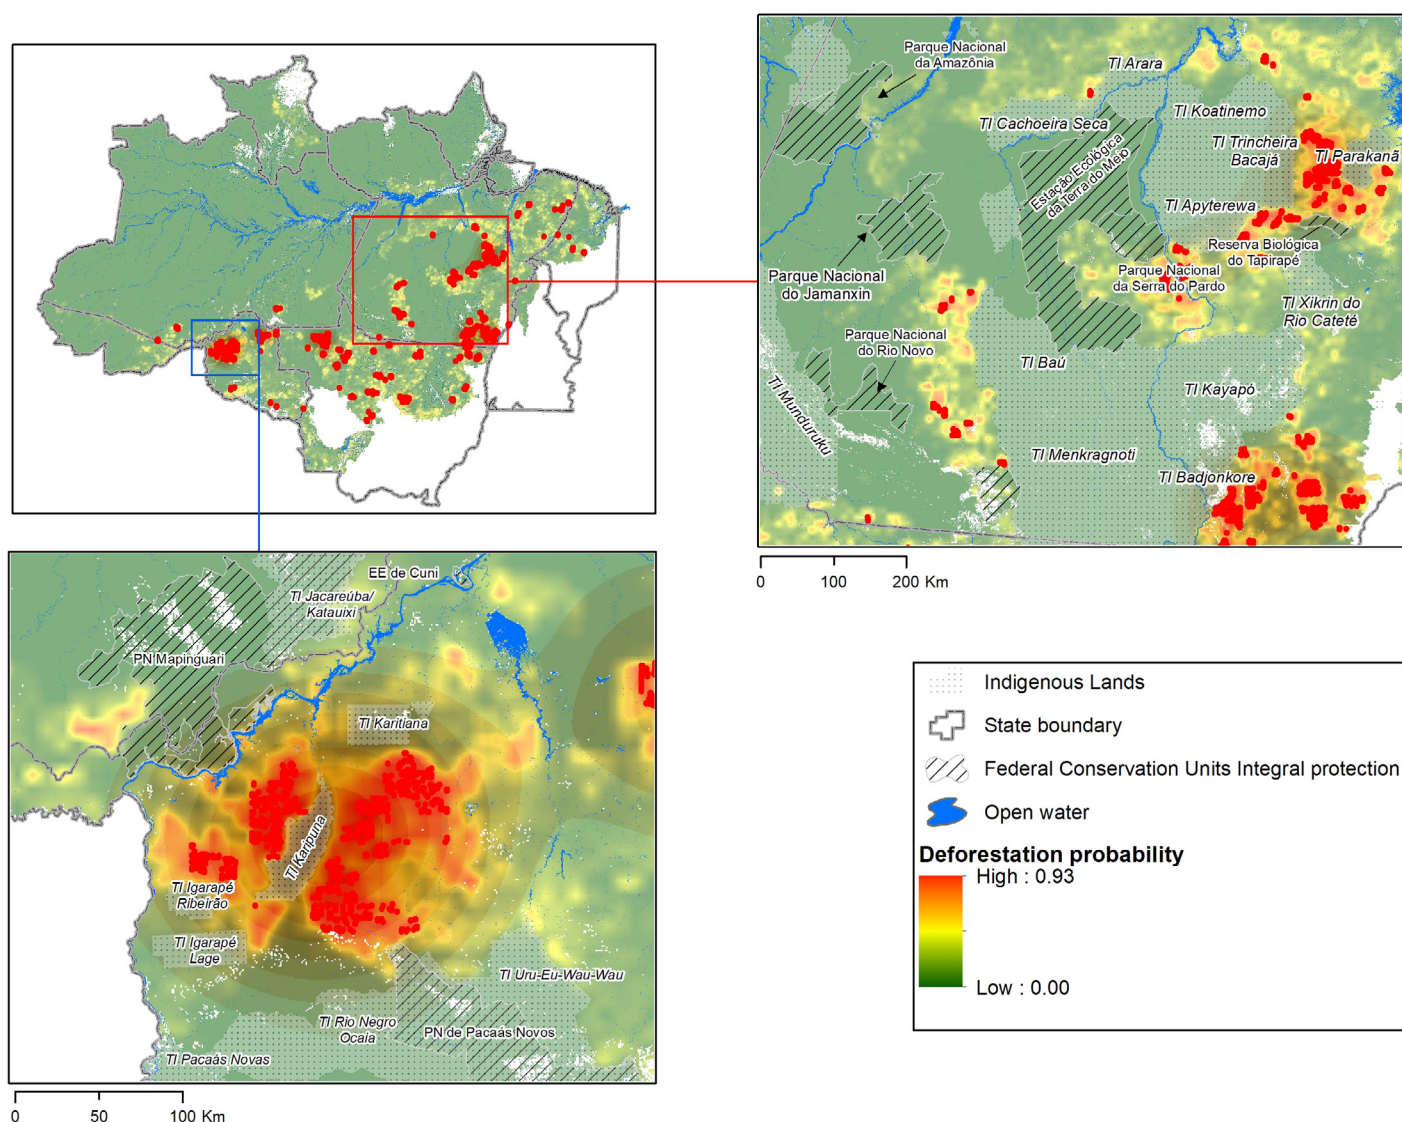 Parque Nacional
da Amazônia
TI Arara
TI Cachoeira Seca
TI Koatinemo
TI Trincheira
Bacajá
TI Parakanã
Estação Ecológica
da Terra do Meio
TI Apyterewa
Reserva Biológica
do Tapirapé
Parque Nacional
do Jamanxin
Parque Nacional
da Serra do Pardo
TI Xikrin do
Rio Cateté
Parque Nacional
do Rio Novo
TI Baú
TI Kayapó
TI Munduruku
TI Menkragnoti
TI Badjonkore
0 100 200 Km
EE de Cuni
TI Jacareúba/
Katauixi
PN Mapinguari
TI Karitiana
TI Karipuna
TI Igarapé
Ribeirão
TI Igarapé
Lage
TI Uru-Eu-Wau-Wau
TI Rio Negro
Ocaia
PN de Pacaás Novos
TI Pacaás Novas
0 50 100 Km
Indigenous Lands
State boundary
Federal Conservation Units Integral protection
Open water
Deforestation probability
High : 0.93
Low : 0.00